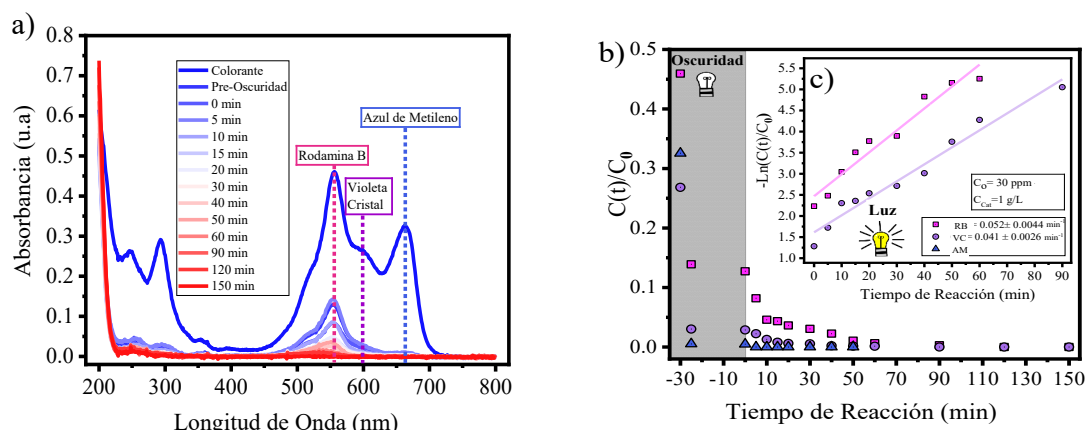 a)
Absorbancia (u.a)
0.8
0.7
0.6
0.5
0.4
0.3
0.2
0.1
0.0
200 300 400 500 600 700 800
Longitud de Onda (nm)
Colorante
Pre-Oscuridad
0 min
5 min
10 min
15 min
20 min
30 min
40 min
50 min
60 min
90 min
120 min
150 min
Rodamina B
Violeta
Cristal
Azul de Metileno
b)
C(t)/C0
0.5
0.4
0.3
0.2
0.1
0.0
-30 -10 10 30 50 70 90 110 130 150
Tiempo de Reacción (min)
Oscuridad
c)
-Ln(C(t)/C0)
5.5
5.0
4.5
4.0
3.5
3.0
2.5
2.0
1.5
1.0
0 10 20 30 40 50 60 70 80 90
Tiempo de Reacción (min)
Luz
CO= 30 ppm
CCat=1 g/L
RB = 0.052± 0.0044 min-1
VC= 0.041 ± 0.0026 min-1
AM